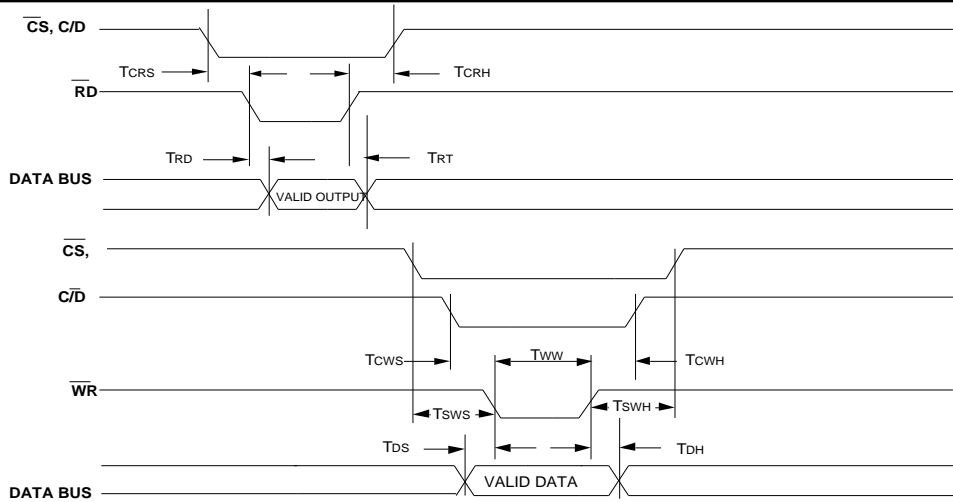 CS, C/D
TCRS
TCRH
RD
TRD
TRT
DATA BUS
VALID OUTPUT
CS,
C/D
TCWS
TWW
TCWH
WR
TSWS
TSWH
TDS
TDH
VALID DATA
DATA BUS